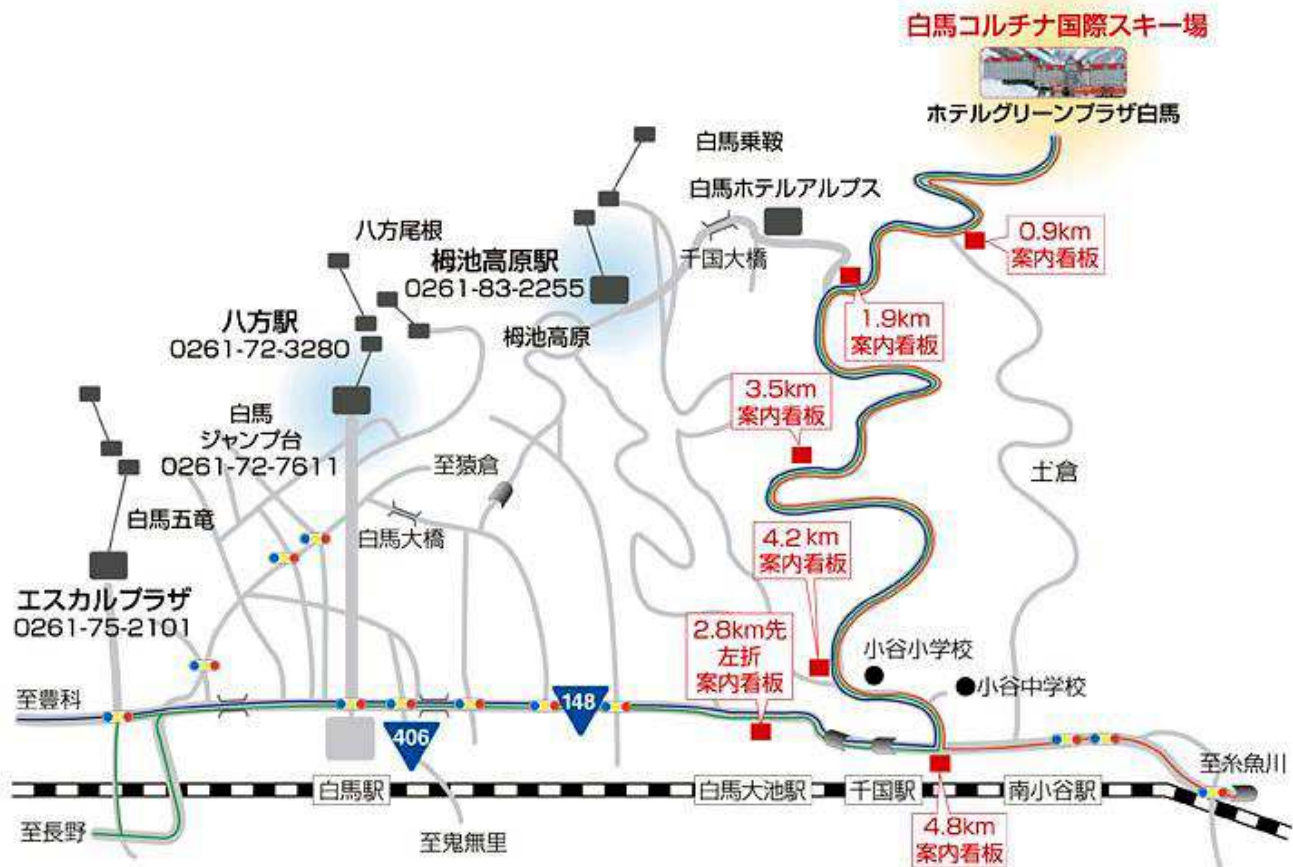 白馬コルチナ国際スキー場
ホテルグリーンプラザ白馬
白馬乗鞍
白馬ホテルアルプス
0.9km
案内看板
八方尾根
栂池高原駅
0261-83-2255
千国大橋
八方駅
0261-72-3280
栂池高原
1.9km
案内看板
3.5km
案内看板
白馬
ジャンプ台
0261-72-7611
至猿倉
土倉
白馬五竜
白馬大橋
4.2km
案内看板
エスカルプラザ
0261-75-2101
2.8km先
左折
案内看板
小谷小学校
小谷中学校
至豊科
148
406
至糸魚川
白馬駅
白馬大池駅
千国駅
南小谷駅
至長野
至鬼無里
4.8km
案内看板